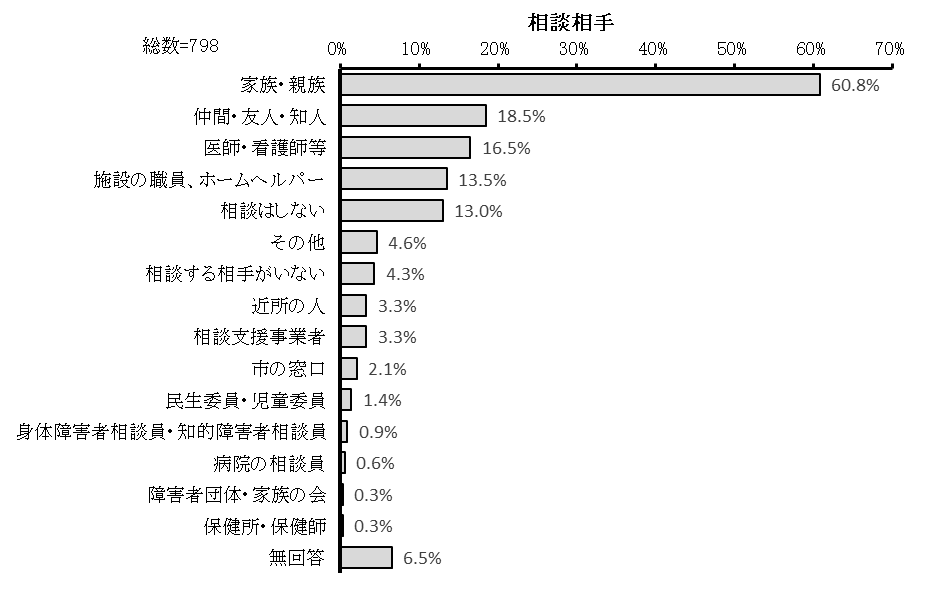 相談相手
総数=798
0% 10% 20% 30% 40% 50% 60% 70%
家族・親族 60.8%
仲間・友人・知人 18.5%
医師・看護師等 16.5%
施設の職員、ホームヘルパー 13.5%
相談はしない 13.0%
その他 4.6%
相談する相手がいない 4.3%
近所の人 3.3%
相談支援事業者 3.3%
市の窓口 2.1%
民生委員・児童委員 1.4%
身体障害者相談員・知的障害者相談員 0.9%
病院の相談員 0.6%
障害者団体・家族の会 0.3%
保健所・保健師 0.3%
無回答 6.5%